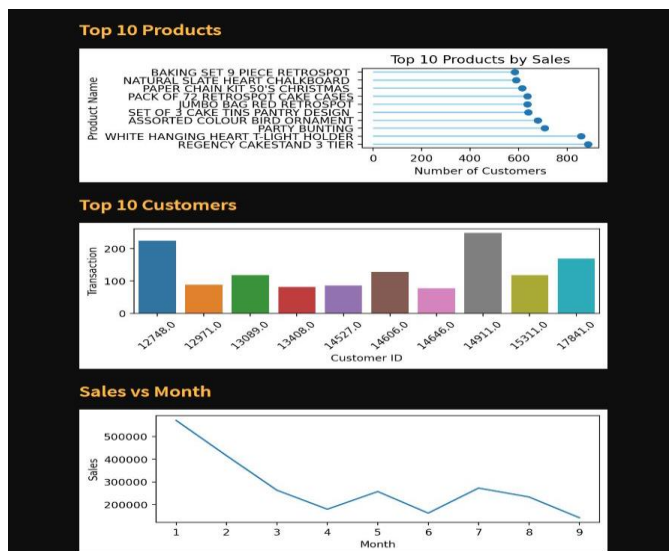 Top 10 Products
Top 10 Products by Sales
Product Name
BAKING SET 9 PIECE RETROSPOT
NATURAL SLATE HEART CHALKBOARD
PAPER CHAIN KIT 50'S CHRISTMAS
PACK OF 72 RETROSPOT CAKE CASES
JUMBO BAG RED RETROSPOT
SET OF 3 CAKE TINS PANTRY DESIGN
ASSORTED COLOUR BIRD ORNAMENT
PARTY BUNTING
WHITE HANGING HEART T-LIGHT HOLDER
REGENCY CAKESTAND 3 TIER
0 200 400 600 800
Number of Customers
Top 10 Customers
Transaction
200
100
0
12748.0 12971.0 13089.0 13408.0 14527.0 14606.0 14646.0 14911.0 15311.0 17841.0
Customer ID
Sales vs Month
Sales
500000
400000
300000
200000
1 2 3 4 5 6 7 8 9
Month